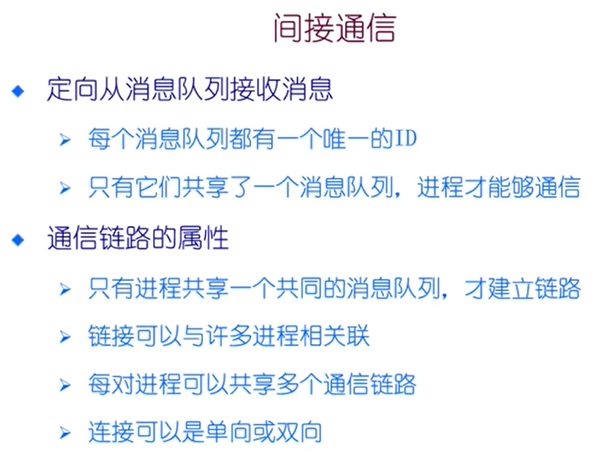 间接通信
定向从消息队列接收消息
每个消息队列都有一个唯一的ID
只有它们共享了一个消息队列，进程才能够通信
通信链路的属性
只有进程共享一个共同的消息队列，才建立链路
链接可以与许多进程相关联
每对进程可以共享多个通信链路
连接可以是单向或双向